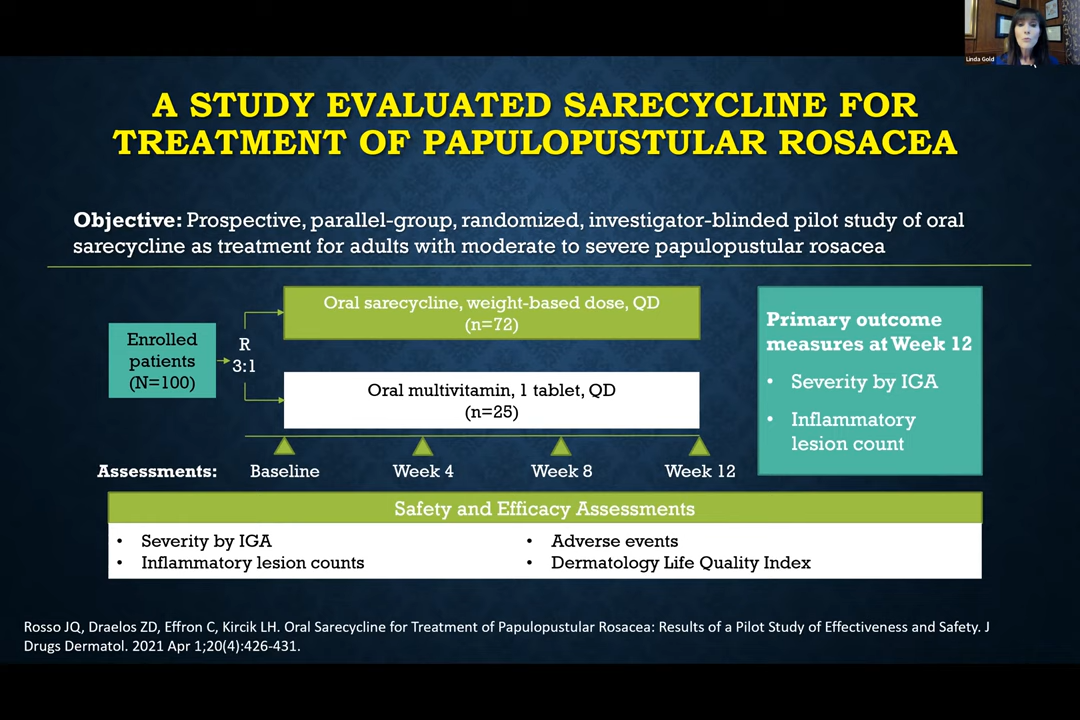 Linda Gold
A STUDY EVALUATED SARECYCLINE FOR
TREATMENT OF PAPULOPUSTULAR ROSACEA
Objective: Prospective, parallel-group, randomized, investigator-blinded pilot study of oral
sarecycline as treatment for adults with moderate to severe papulopustular rosacea
Enrolled
patients
(N=100)
R
3:1
Oral sarecycline, weight-based dose, QD
(n=72)
Oral multivitamin, 1 tablet, QD
(n=25)
Primary outcome
measures at Week 12
• Severity by IGA
• Inflammatory
lesion count
Assessments: Baseline Week 4 Week 8 Week 12
Safety and Efficacy Assessments
• Severity by IGA
• Inflammatory lesion counts
• Adverse events
• Dermatology Life Quality Index
Rosso JQ, Draelos ZD, Effron C, Kircik LH. Oral Sarecycline for Treatment of Papulopustular Rosacea: Results of a Pilot Study of Effectiveness and Safety. J
Drugs Dermatol. 2021 Apr 1;20(4):426-431.